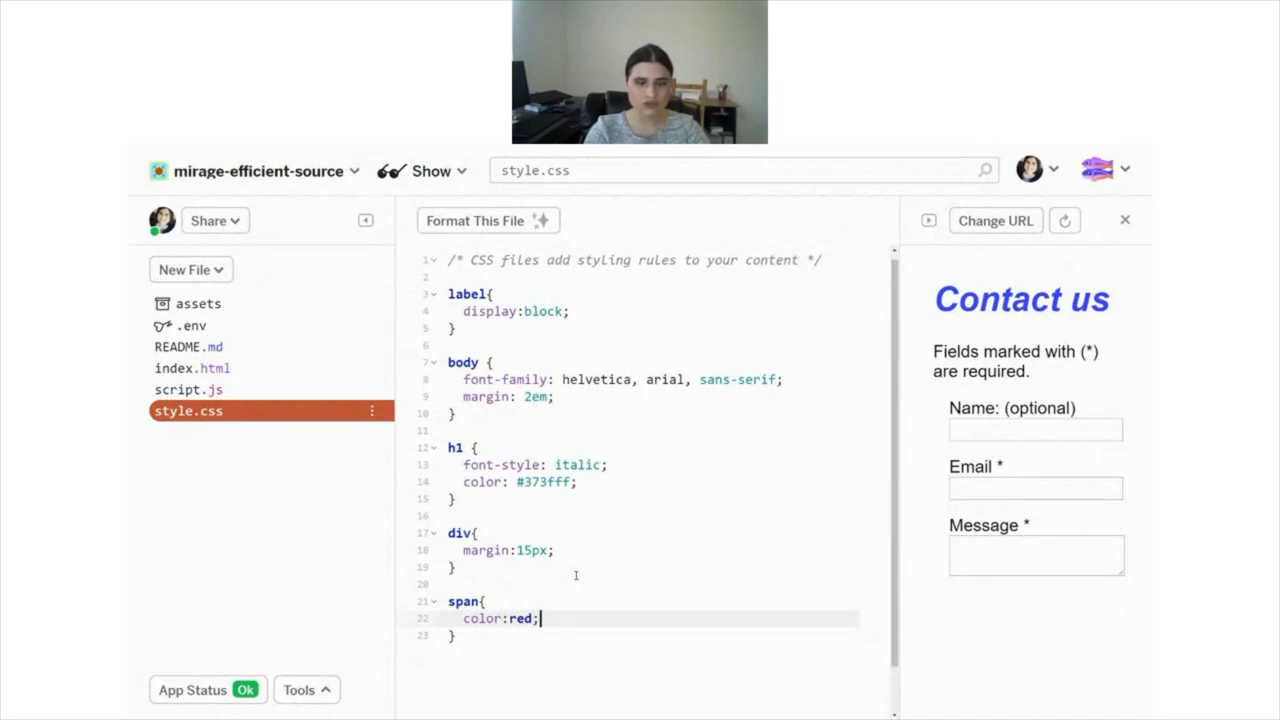 mirage-efficient-source
Show
style.css
Share
New File
assets
.env
README.md
index.html
script.js
style.css
App Status Ok
Tools
Format This File
1 /* CSS files add styling rules to your content */
2
3 label{
4 display:block;
5 }
6
7 body {
8 font-family: helvetica, arial, sans-serif;
9 margin: 2em;
10 }
11
12 h1 {
13 font-style: italic;
14 color: #373fff;
15 }
16
17 div{
18 margin:15px;
19 }
20
21 span{
22 color:red;
23 }
Change URL
Contact us
Fields marked with (*)
are required.
Name: (optional)
Email *
Message *